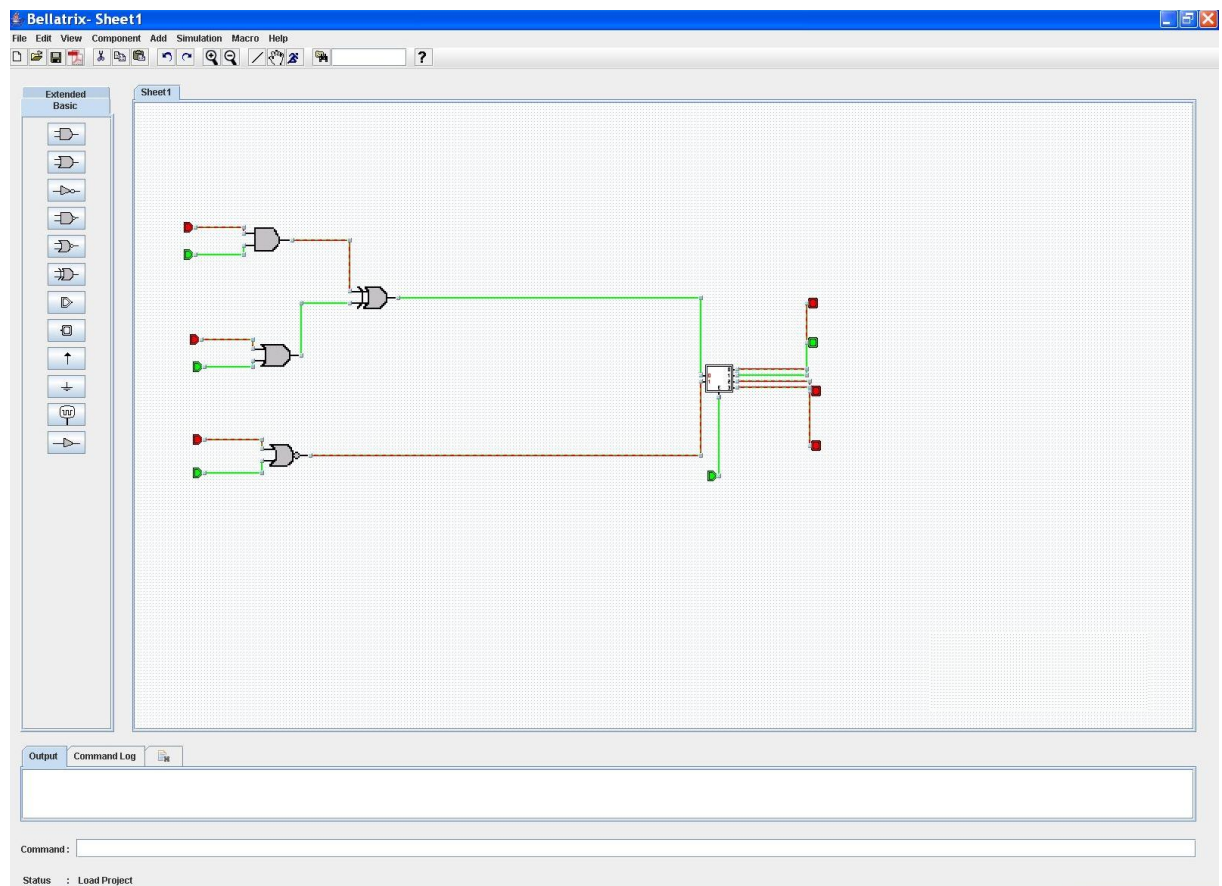 Bellatrix- Sheet1
File Edit View Component Add Simulation Macro Help
?
Extended
Basic
Sheet1
Output
Command Log
Command :
Status : Load Project